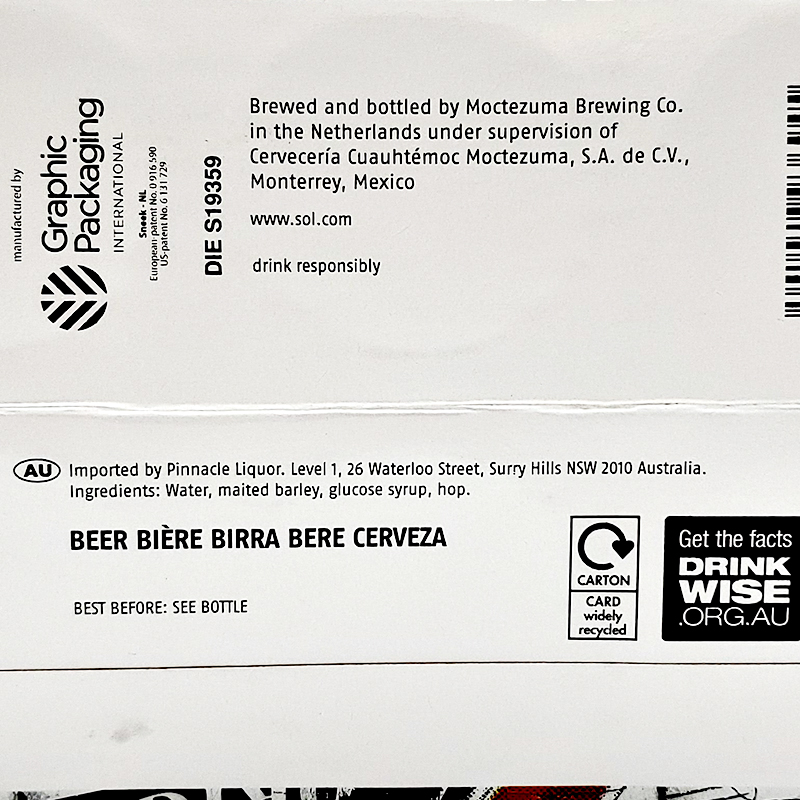 manufactured by
Graphic
Packaging
INTERNATIONAL
Sneek - NL
European patent No. 0 916 590
US-patent No. 6 131 729
DIE S19359
Brewed and bottled by Moctezuma Brewing Co.
in the Netherlands under supervision of
Cervecería Cuauhtémoc Moctezuma, S.A. de C.V.,
Monterrey, Mexico
www.sol.com
drink responsibly
AU Imported by Pinnacle Liquor. Level 1, 26 Waterloo Street, Surry Hills NSW 2010 Australia.
Ingredients: Water, malted barley, glucose syrup, hop.
BEER BIÈRE BIRRA BERE CERVEZA
BEST BEFORE: SEE BOTTLE
CARTON
CARD
widely
recycled
Get the facts
DRINK
WISE
.ORG.AU